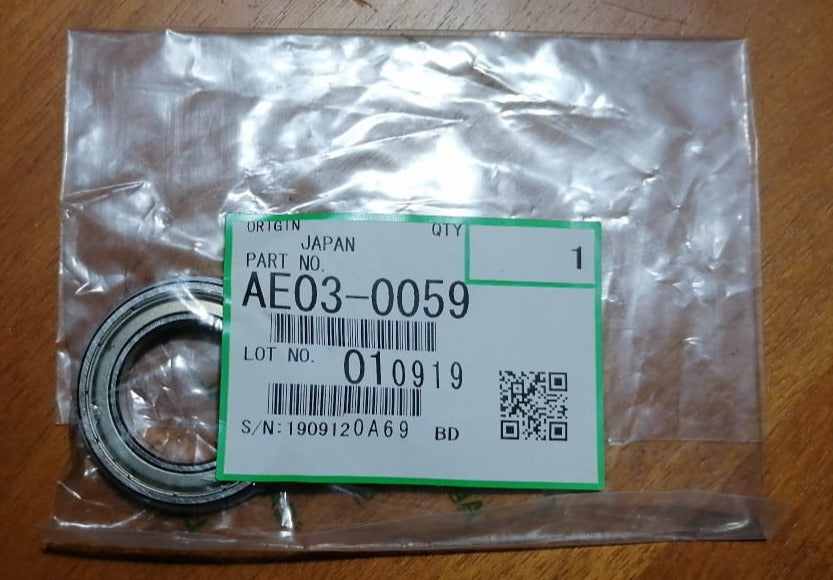 ORIGIN QTY
JAPAN 1
PART NO.
AE03-0059
LOT NO. 010919
S/N:1909120A69 BD